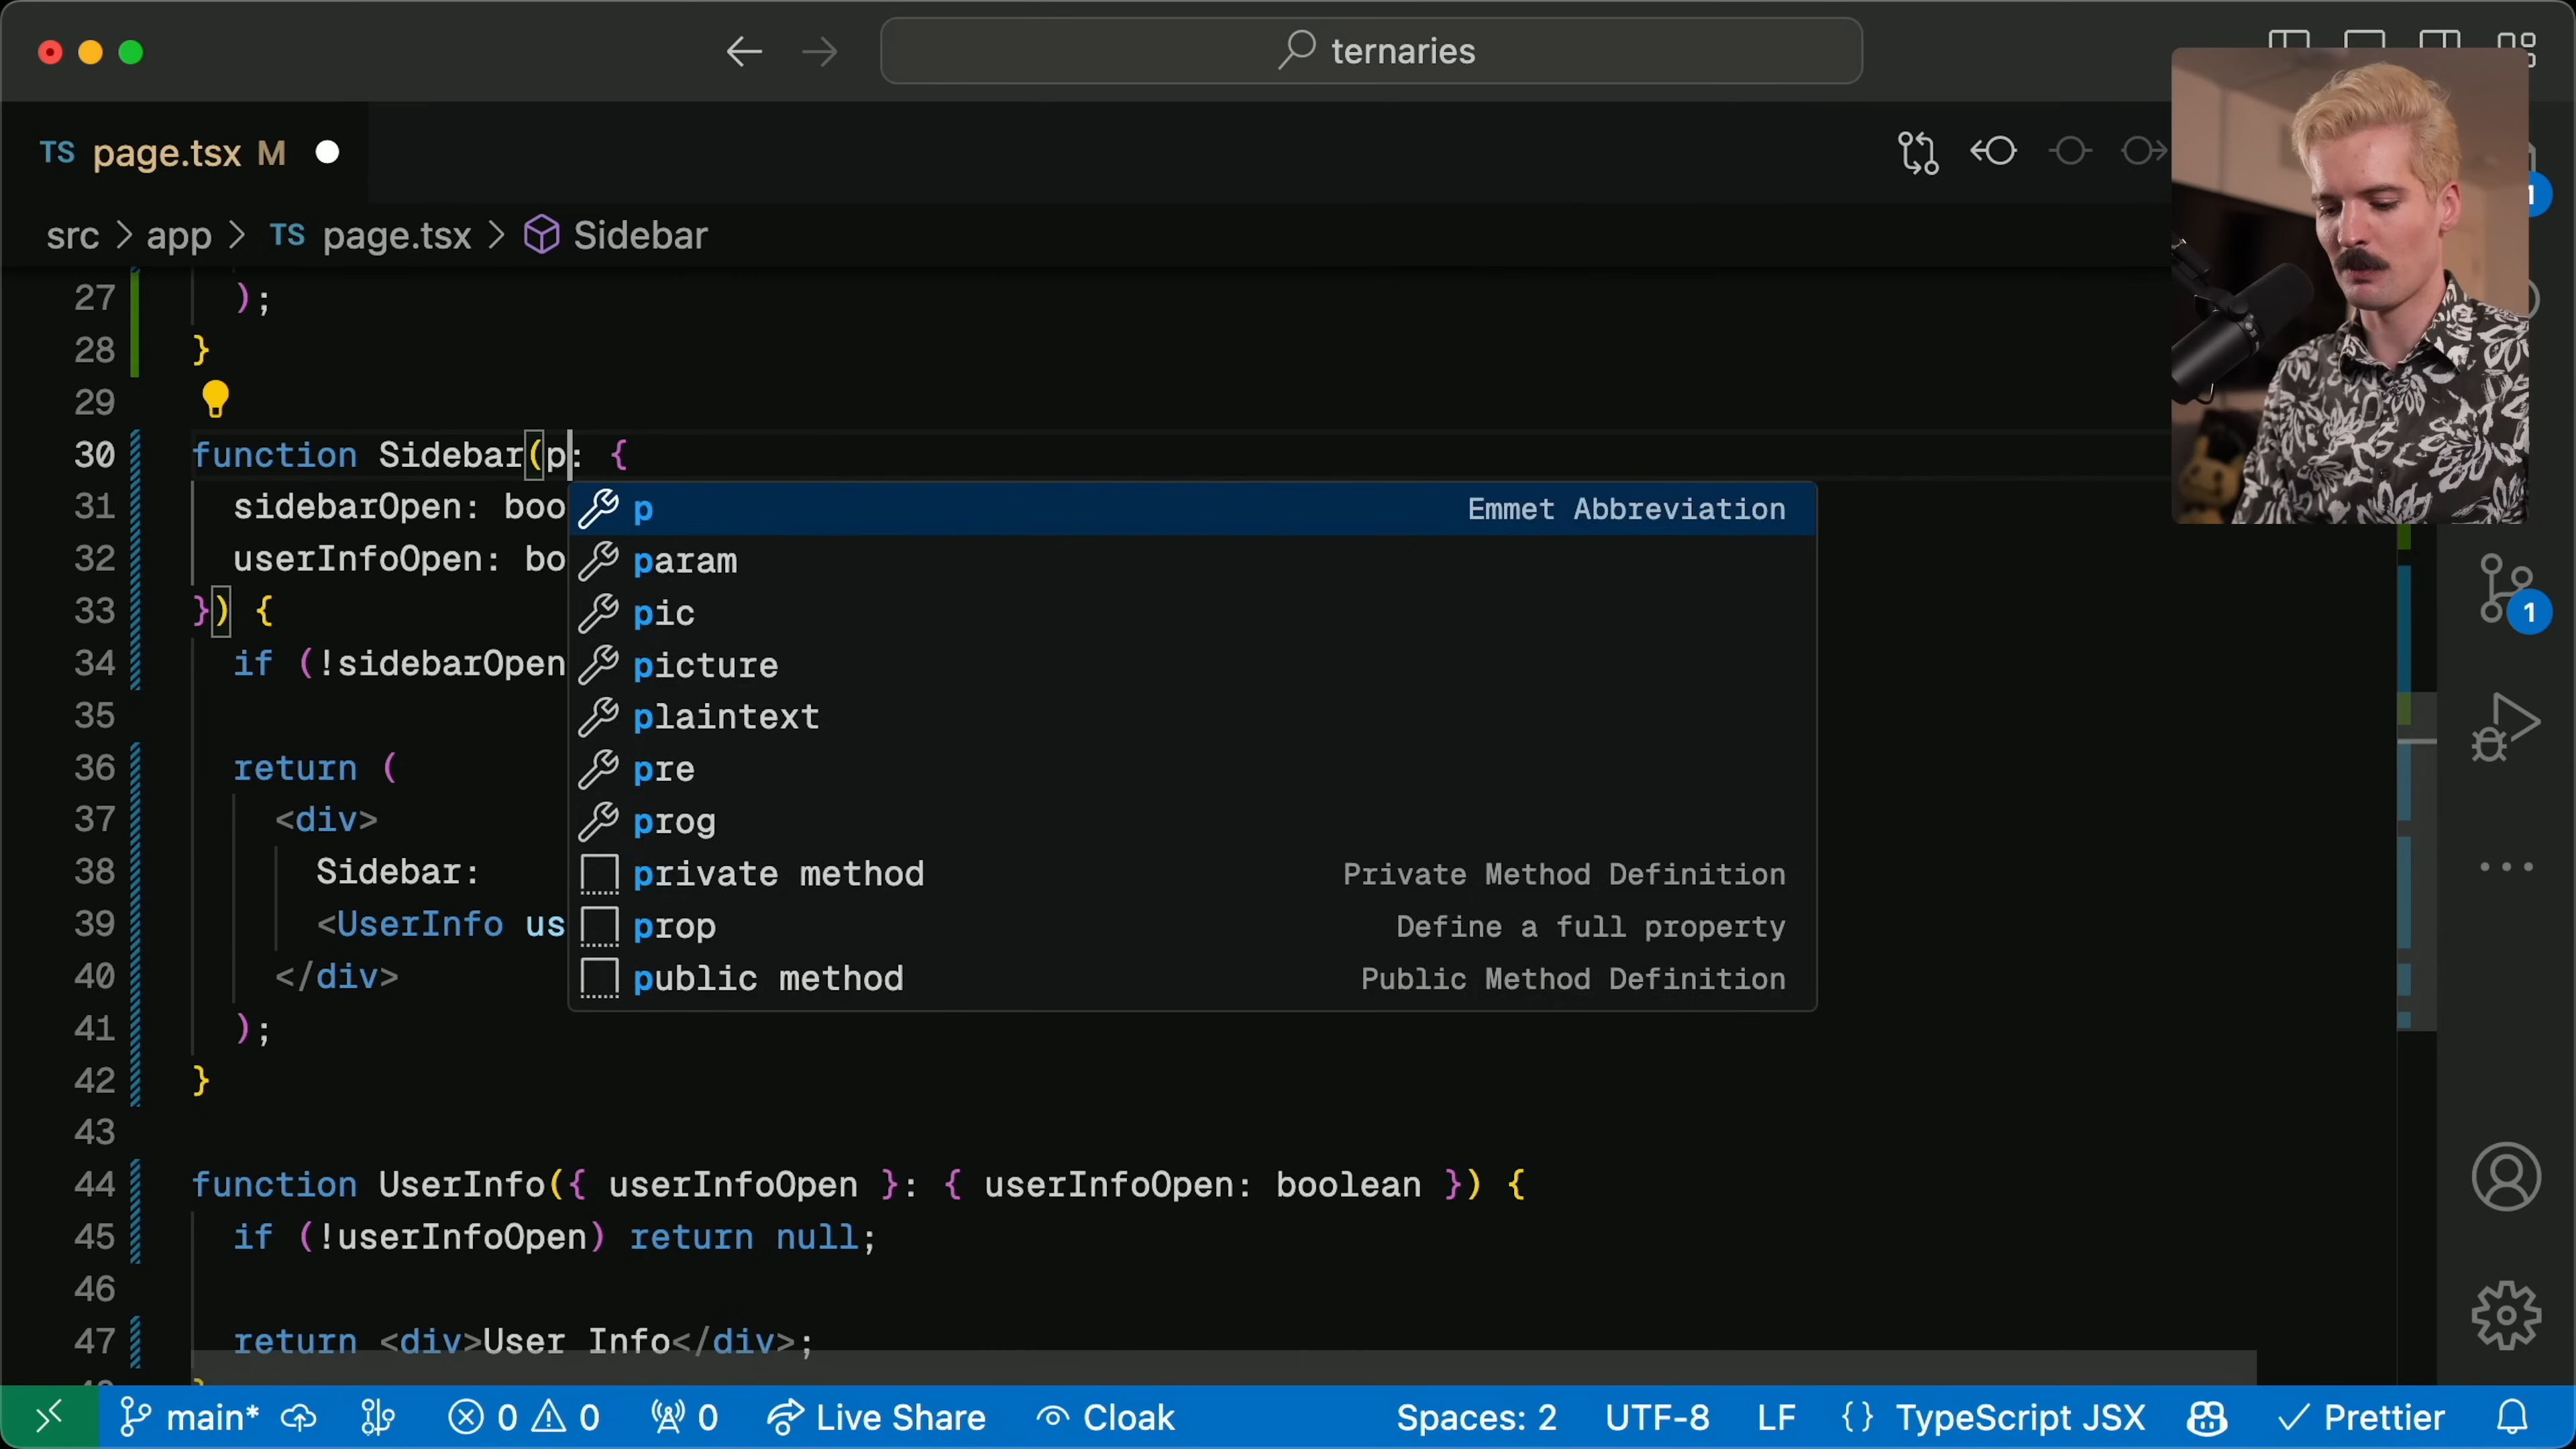 ternaries
TS page.tsx M
src > app > TS page.tsx > Sidebar
27 );
28 }
29
30 function Sidebar(p: {
31 sidebarOpen: boo
32 userInfoOpen: bo
33 }) {
34 if (!sidebarOpen
35
36 return (
37 <div>
38 Sidebar:
39 <UserInfo us
40 </div>
41 );
42 }
43
44 function UserInfo({ userInfoOpen }: { userInfoOpen: boolean }) {
45 if (!userInfoOpen) return null;
46
47 return <div>User Info</div>;
p Emmet Abbreviation
param
pic
picture
plaintext
pre
prog
private method Private Method Definition
prop Define a full property
public method Public Method Definition
1
1
main* 0 0 0 Live Share Cloak Spaces: 2 UTF-8 LF {} TypeScript JSX Prettier